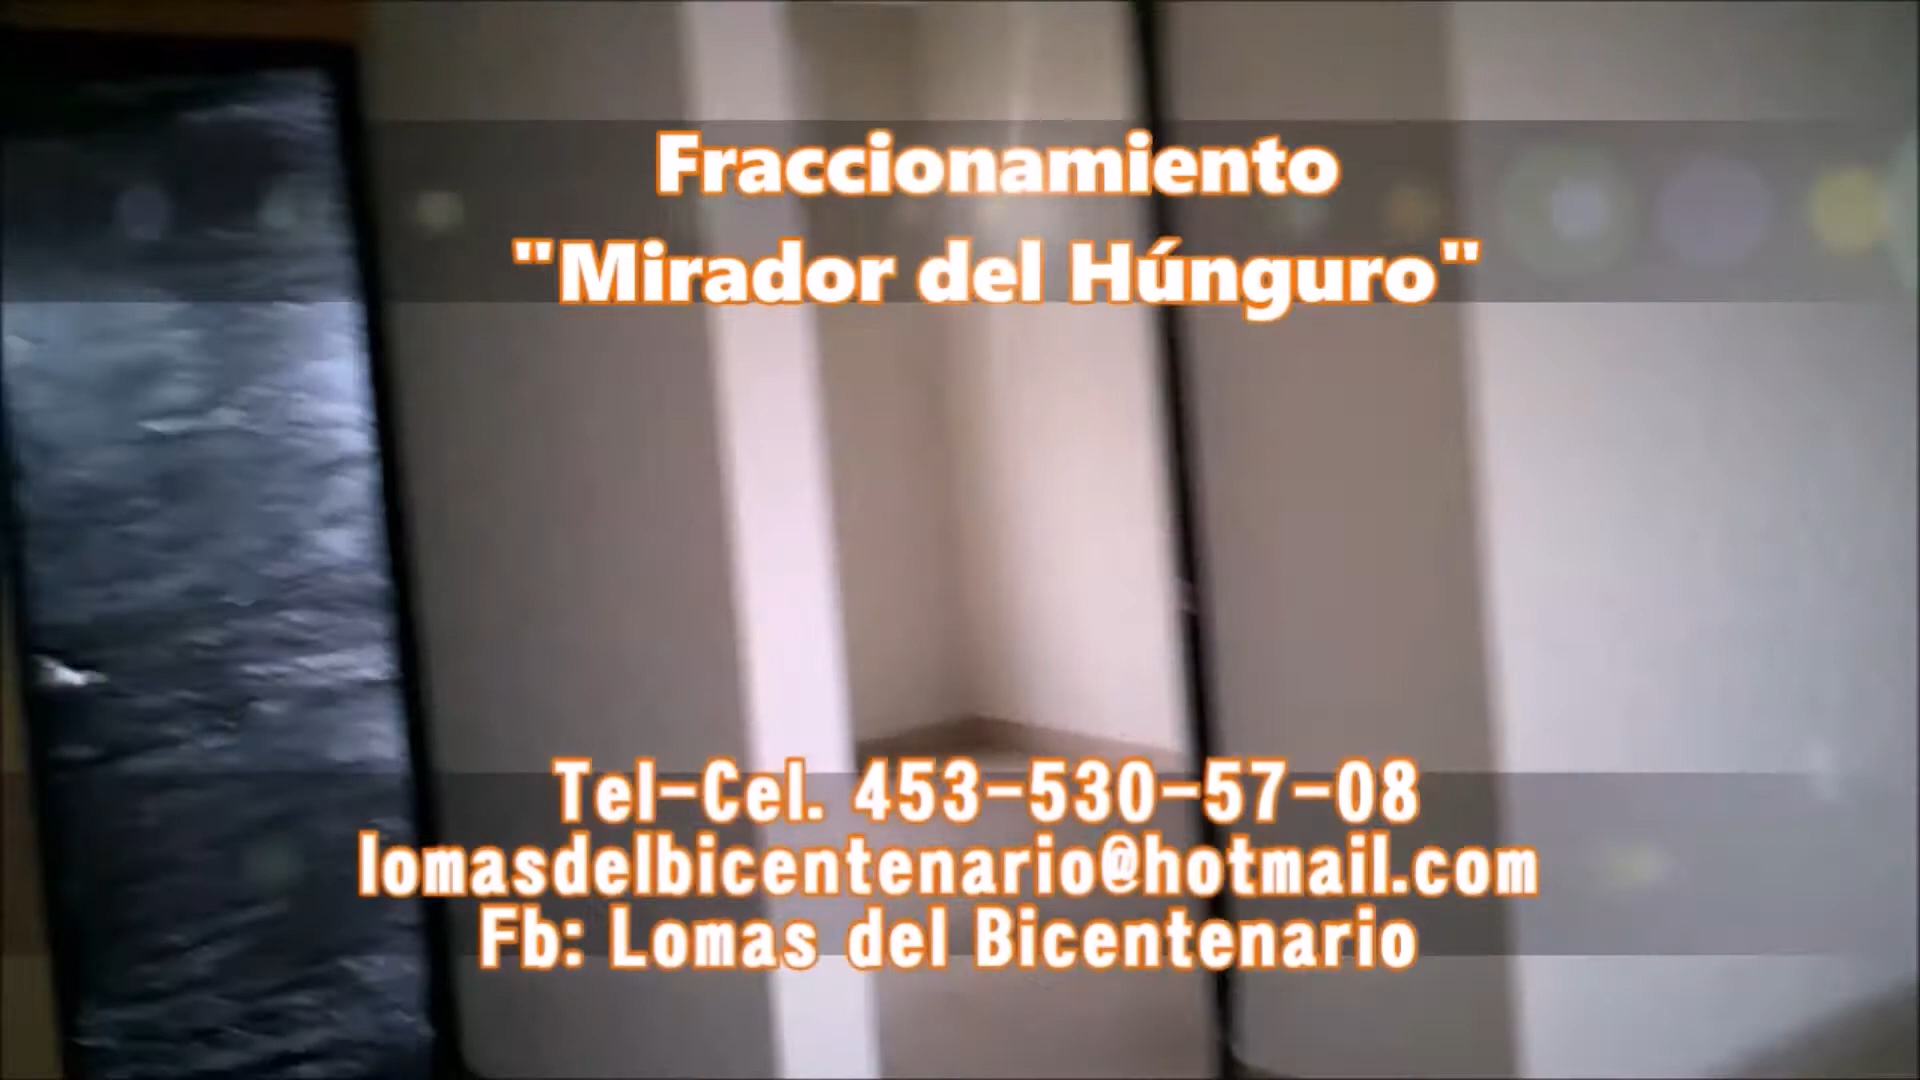 Fraccionamiento
"Mirador del Húnguro"
Tel-Cel. 453-530-57-08
lomasdelbicentenario@hotmail.com
Fb: Lomas del Bicentenario